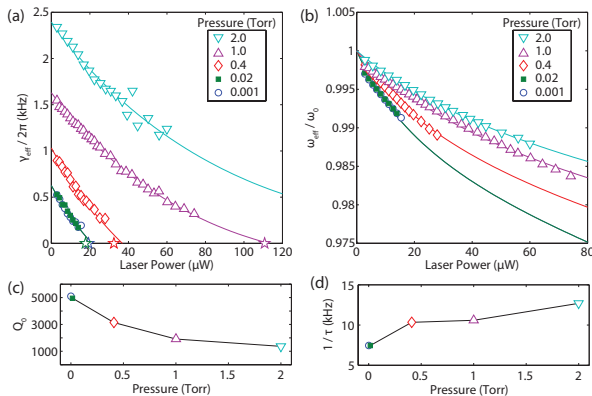 (a)
2.5
2
1.5
1
0.5
0
γeff / 2π (kHz)
0 20 40 60 80 100 120
Laser Power (µW)
Pressure (Torr)
2.0
1.0
0.4
0.02
0.001
(b)
1.005
1
0.995
0.99
0.985
0.98
0.975
ωeff / ω0
0 20 40 60 80
Laser Power (µW)
Pressure (Torr)
2.0
1.0
0.4
0.02
0.001
(c)
5000
3000
1000
Q0
0 0.5 1 1.5 2
Pressure (Torr)
(d)
15
10
5
1 / τ (kHz)
0 0.5 1 1.5 2
Pressure (Torr)